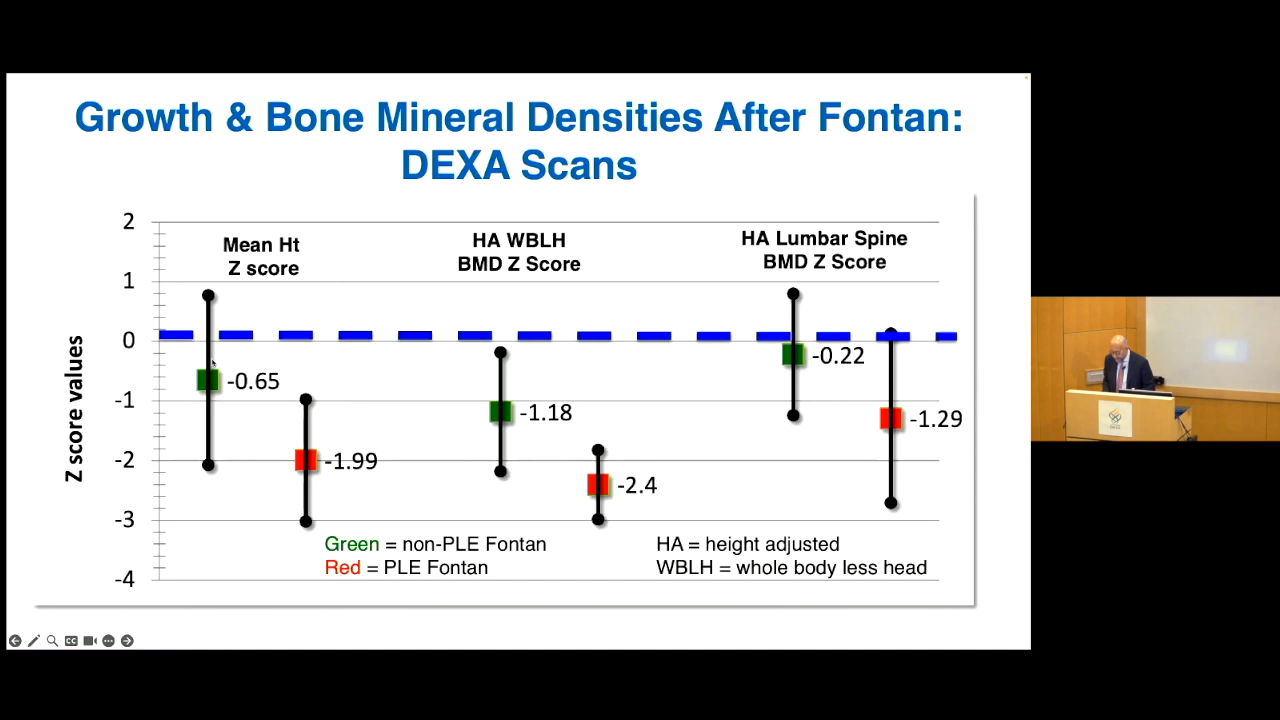 Growth & Bone Mineral Densities After Fontan:
DEXA Scans
2
1
0
-1
-2
-3
-4
Z score values
Mean Ht
Z score
HA WBLH
BMD Z Score
HA Lumbar Spine
BMD Z Score
-0.65
-1.99
-1.18
-2.4
-0.22
-1.29
Green = non-PLE Fontan
Red = PLE Fontan
HA = height adjusted
WBLH = whole body less head